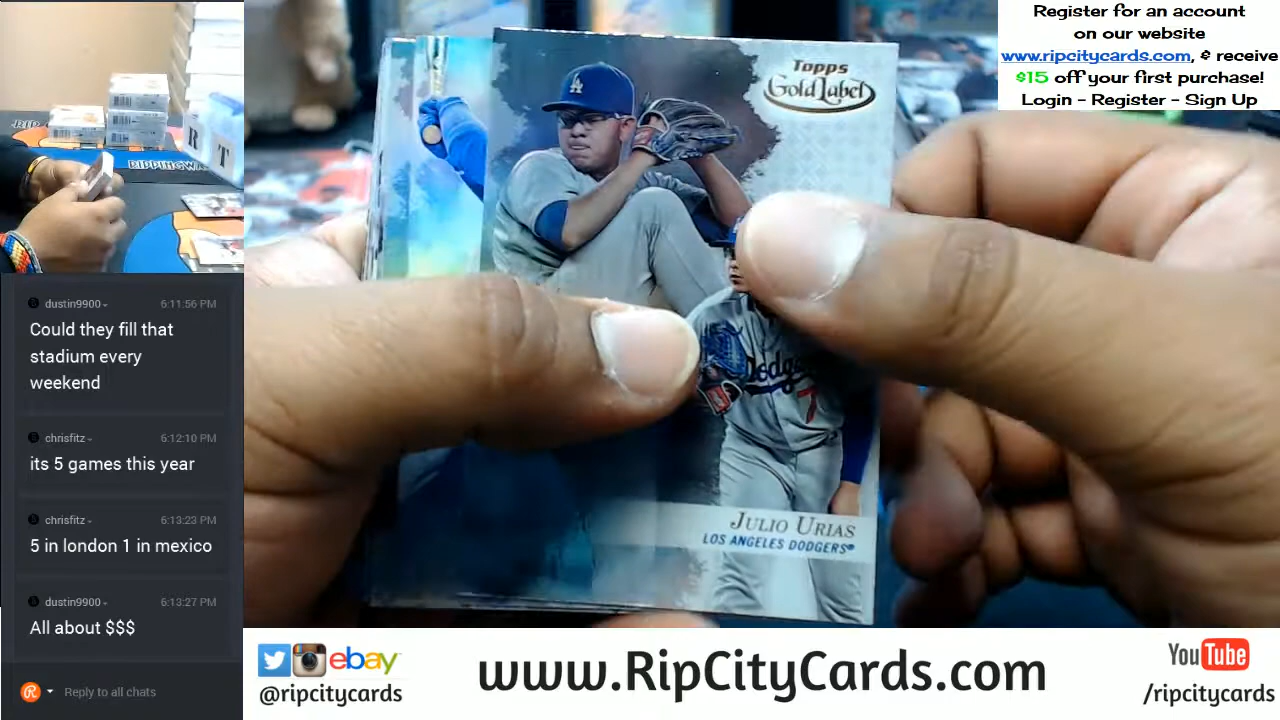 Register for an account
on our website
www.ripcitycards.com, & receive
$15 off your first purchase!
Login - Register - Sign Up
Topps
Gold Label
LA
Dodge
7
Julio Urias
LOS ANGELES DODGERS®
R T
dustin9900
6:11:56 PM
Could they fill that
stadium every
weekend
chrisfitz
6:12:10 PM
its 5 games this year
chrisfitz
6:13:23 PM
5 in london 1 in mexico
dustin9900
6:13:27 PM
All about $$$
Reply to all chats
ebay
@ripcitycards
www.RipCityCards.com
YouTube
/ripcitycards